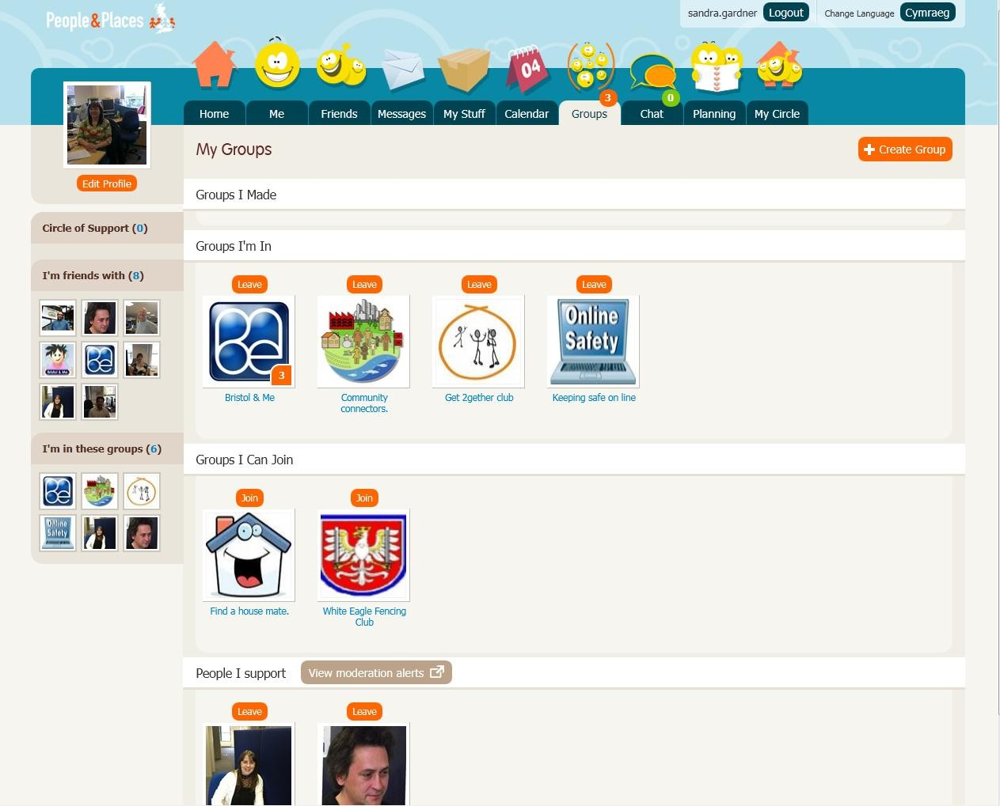 People&Places
sandra.gardner
Logout
Change Language
Cymraeg
04
3
0
Home
Me
Friends
Messages
My Stuff
Calendar
Groups
Chat
Planning
My Circle
Edit Profile
Circle of Support (0)
I'm friends with (8)
Bristol & Me
be
I'm in these groups (6)
be
Online
Safety
My Groups
Create Group
Groups I Made
Groups I'm In
Leave
Leave
Leave
Leave
be
3
Online
Safety
Bristol & Me
Community
connectors.
Get 2gether club
Keeping safe on line
Groups I Can Join
Join
Join
Find a house mate.
White Eagle Fencing
Club
People I support
View moderation alerts
Leave
Leave